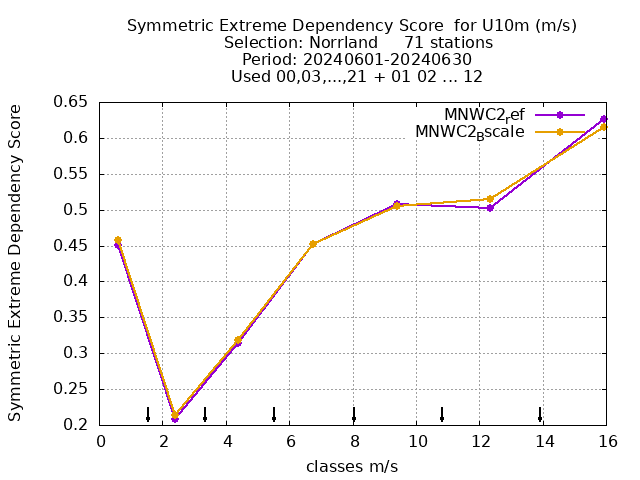 Symmetric Extreme Dependency Score  for U10m (m/s)
Selection: Norrland     71 stations
Period: 20240601-20240630
Used 00,03,...,21 + 01 02 ... 12
Symmetric Extreme Dependency Score
0.65
0.6
0.55
0.5
0.45
0.4
0.35
0.3
0.25
0.2
MNWC2ref
MNWC2Bscale
0 2 4 6 8 10 12 14 16
classes m/s